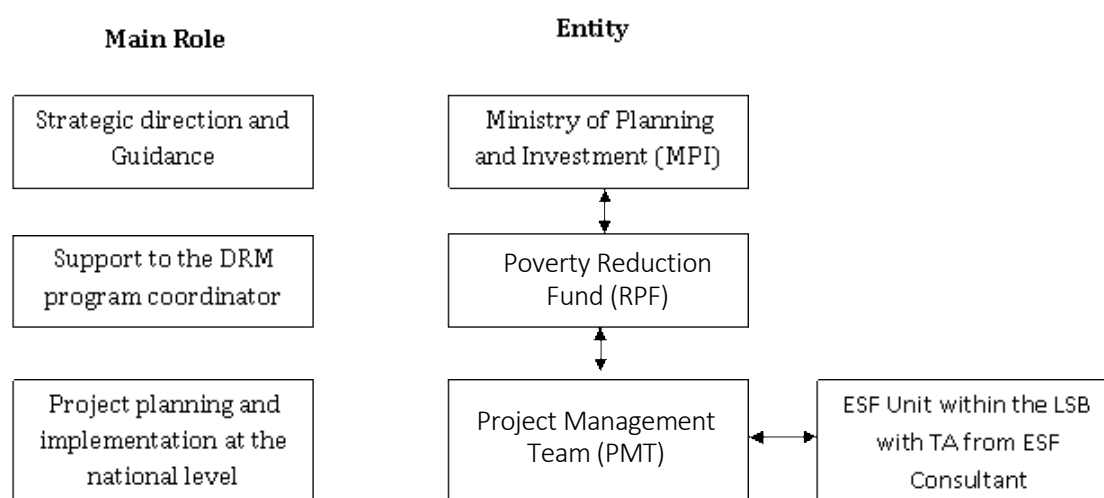 Main Role
Entity
Strategic direction and
Guidance
Ministry of Planning
and Investment (MPI)
Support to the DRM
program coordinator
Poverty Reduction
Fund (RPF)
Project planning and
implementation at the
national level
Project Management
Team (PMT)
ESF Unit within the LSB
with TA from ESF
Consultant